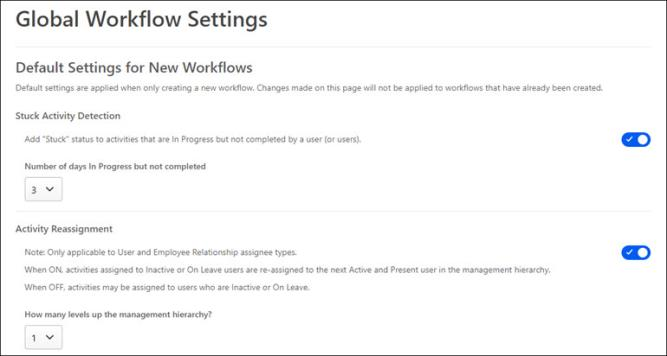 Global Workflow Settings
Default Settings for New Workflows
Default settings are applied when only creating a new workflow. Changes made on this page will not be applied to workflows that have already been created.
Stuck Activity Detection
Add "Stuck" status to activities that are In Progress but not completed by a user (or users).
Number of days In Progress but not completed
3
Activity Reassignment
Note: Only applicable to User and Employee Relationship assignee types.
When ON, activities assigned to Inactive or On Leave users are re-assigned to the next Active and Present user in the management hierarchy.
When OFF, activities may be assigned to users who are Inactive or On Leave.
How many levels up the management hierarchy?
1